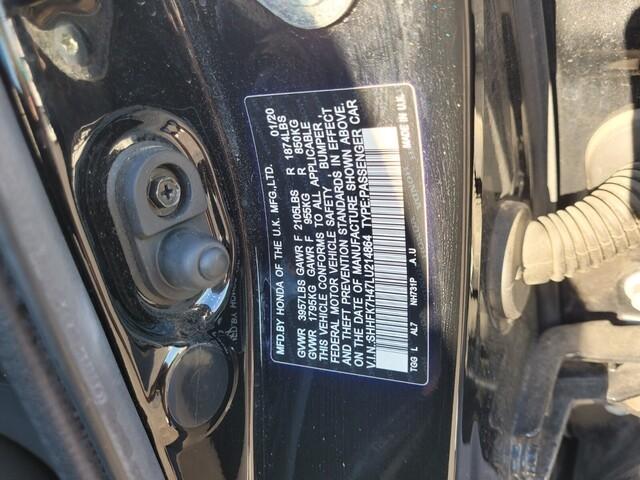 MFD.BY HONDA OF THE U.K. MFG.,LTD. 01/20
GVWR 3957LBS GAWR F 2105LBS R 1874LBS
GVWR 1795KG GAWR F 955KG R 850KG
THIS VEHICLE CONFORMS TO ALL APPLICABLE
FEDERAL MOTOR VEHICLE SAFETY , BUMPER ,
AND THEFT PREVENTION STANDARDS IN EFFECT
ON THE DATE OF MANUFACTURE SHOWN ABOVE.
V.I.N.:SHHFK7H47LU214864 TYPE:PASSENGER CAR
TGG L AL7 NH731P A.U MADE IN U.K.